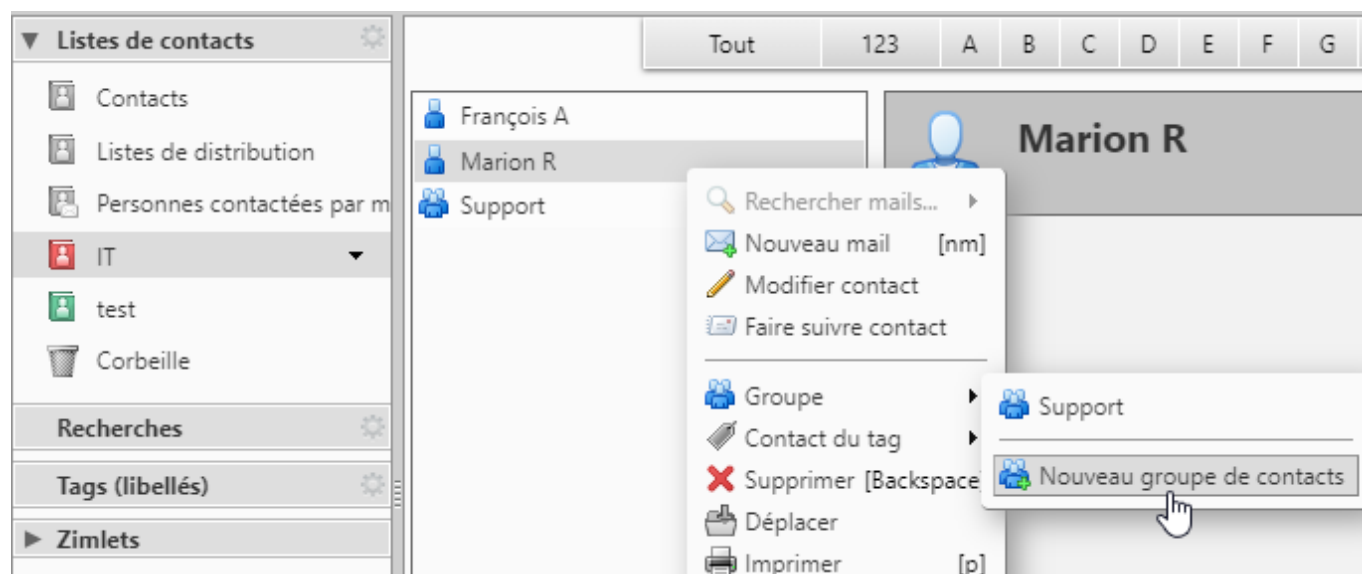 Listes de contacts
Contacts
Listes de distribution
Personnes contactées par m
IT
test
Corbeille
Recherches
Tags (libellés)
Zimlets
Tout 123 A B C D E F G
François A
Marion R
Support
Marion R
Rechercher mails...
Nouveau mail [nm]
Modifier contact
Faire suivre contact
Groupe
Contact du tag
Supprimer [Backspace
Déplacer
Imprimer [p]
Support
Nouveau groupe de contacts